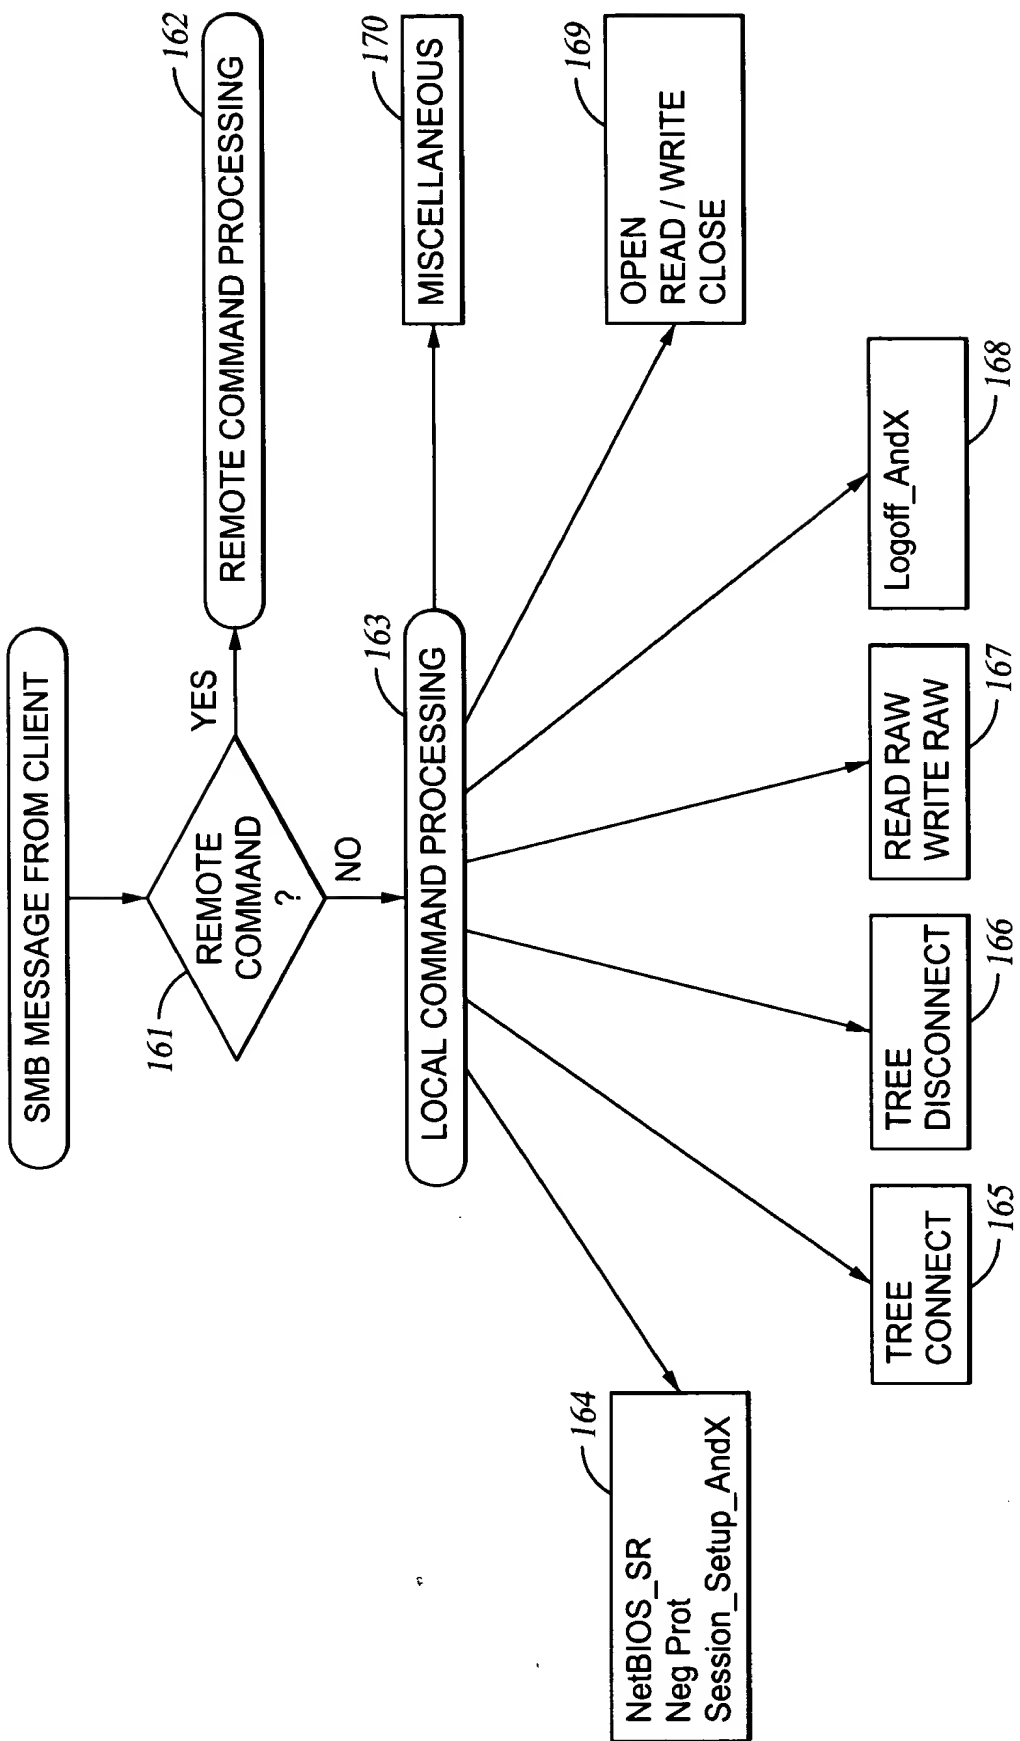 SMB MESSAGE FROM CLIENT
161
REMOTE
COMMAND
?
YES
162
REMOTE COMMAND PROCESSING
NO
163
LOCAL COMMAND PROCESSING
170
MISCELLANEOUS
164
NetBIOS_SR
Neg Prot
Session_Setup_AndX
169
OPEN
READ / WRITE
CLOSE
TREE
CONNECT
165
TREE
DISCONNECT
166
READ RAW
WRITE RAW
167
Logoff_AndX
168